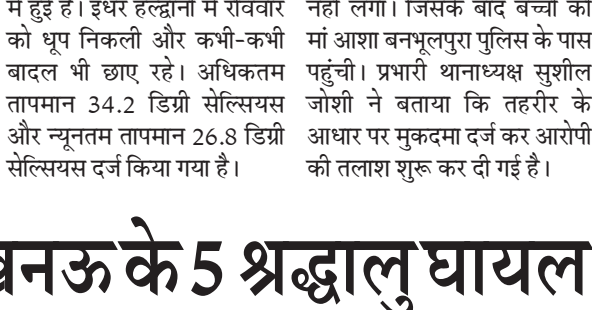 में हुई है। इधर हल्द्वानी में रविवार
को धूप निकली और कभी-कभी
बादल भी छाए रहे। अधिकतम
तापमान 34.2 डिग्री सेल्सियस
और न्यूनतम तापमान 26.8 डिग्री
सेल्सियस दर्ज किया गया है।
नहीं लगा। जिसके बाद बच्चों की
मां आशा बनभूलपुरा पुलिस के पास
पहुंची। प्रभारी थानाध्यक्ष सुशील
जोशी ने बताया कि तहरीर के
आधार पर मुकदमा दर्ज कर आरोपी
की तलाश शुरू कर दी गई है।
के 5 श्रद्धालु घायल